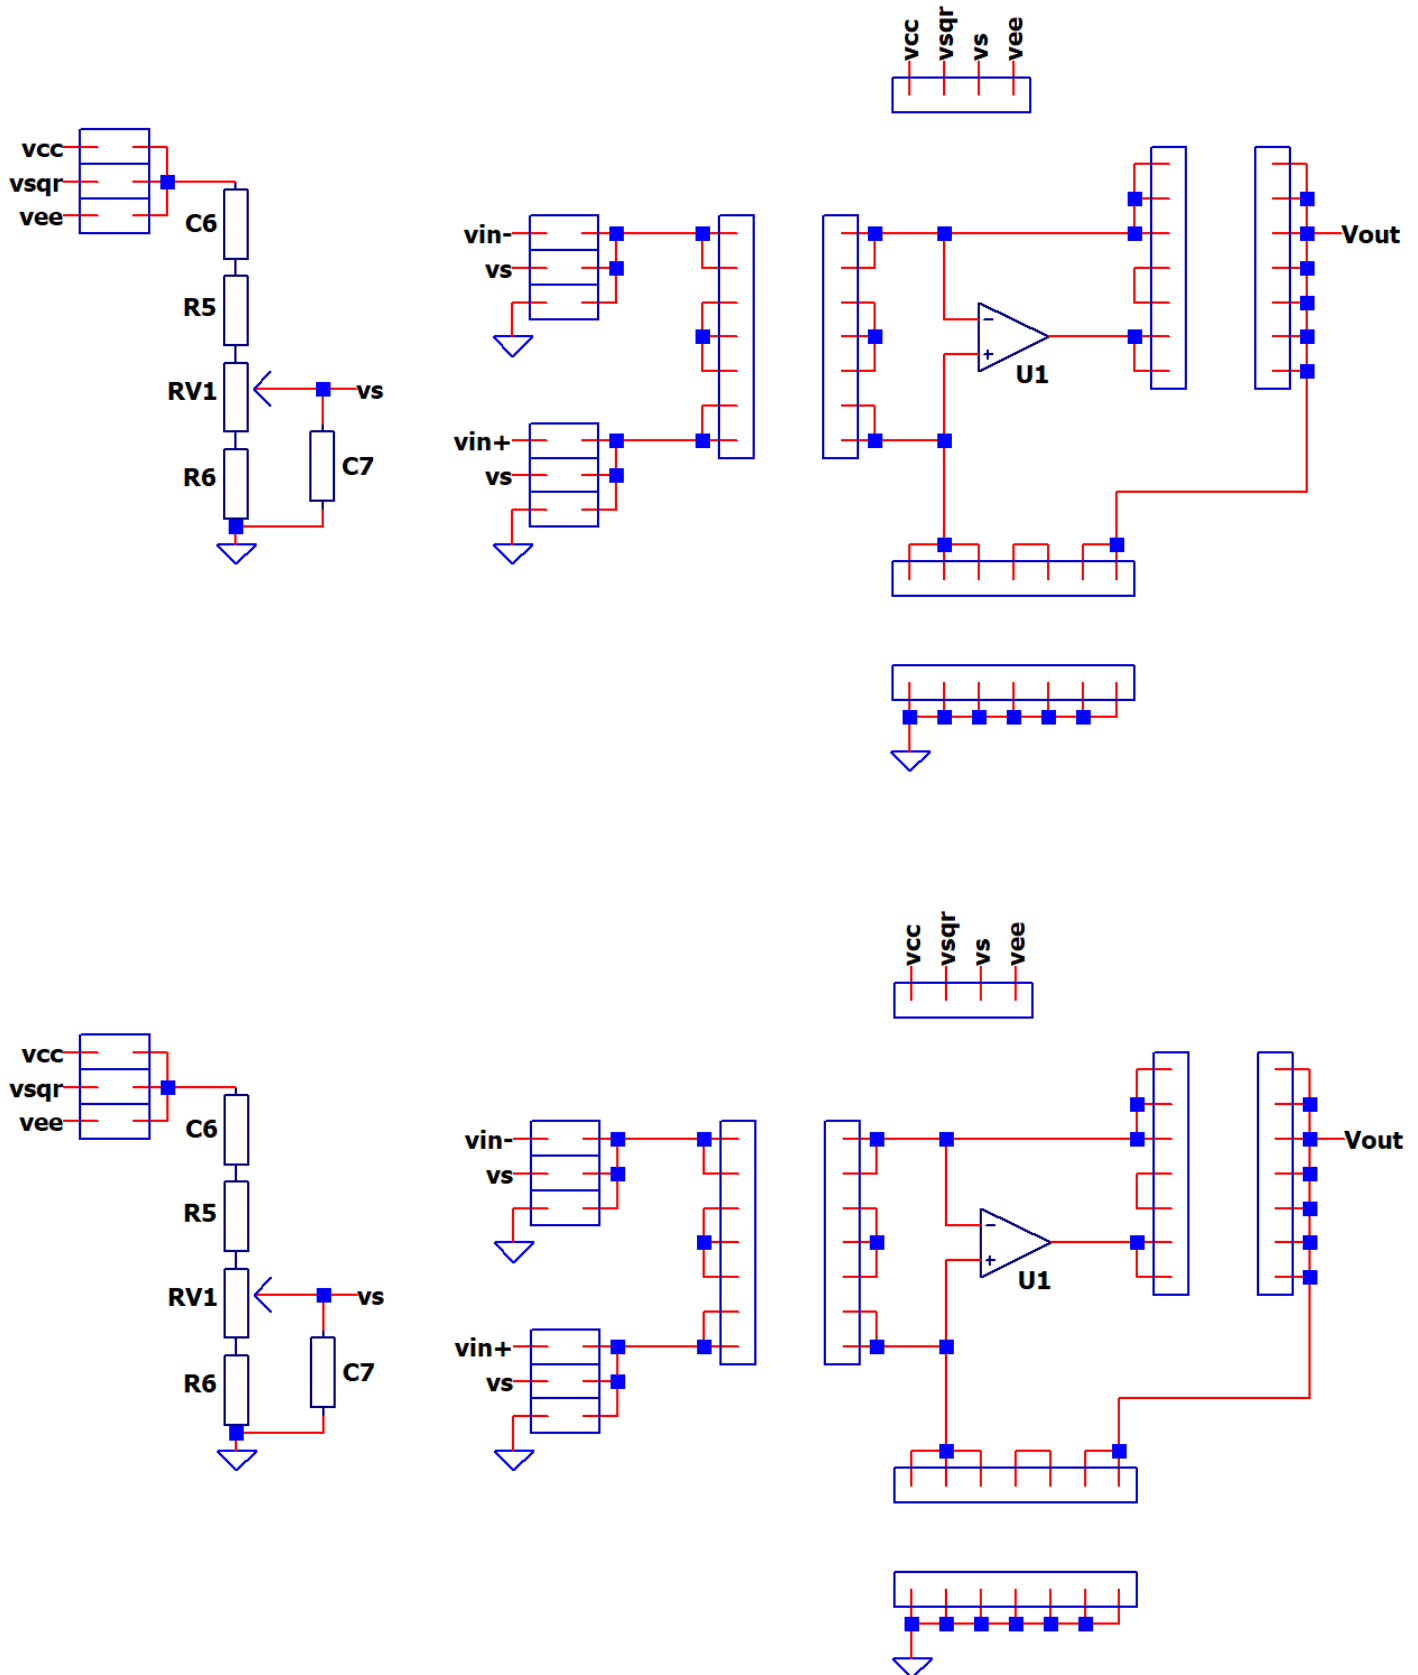 vcc
vsqr
vs
vee
vcc
vsqr
vee
C6
R5
RV1
vs
R6
C7
vin-
vs
vin+
vs
- 
+
U1
Vout
vcc
vsqr
vs
vee
vcc
vsqr
vee
C6
R5
RV1
vs
R6
C7
vin-
vs
vin+
vs
-
+
U1
Vout